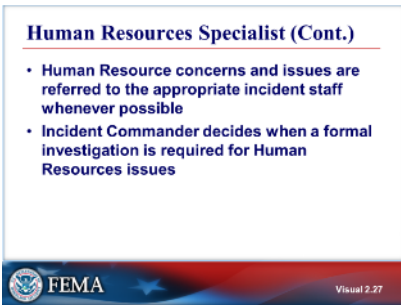 Human Resources Specialist (Cont.)
• Human Resource concerns and issues are
referred to the appropriate incident staff
whenever possible
• Incident Commander decides when a formal
investigation is required for Human
Resources issues
FEMA
Visual 2.27